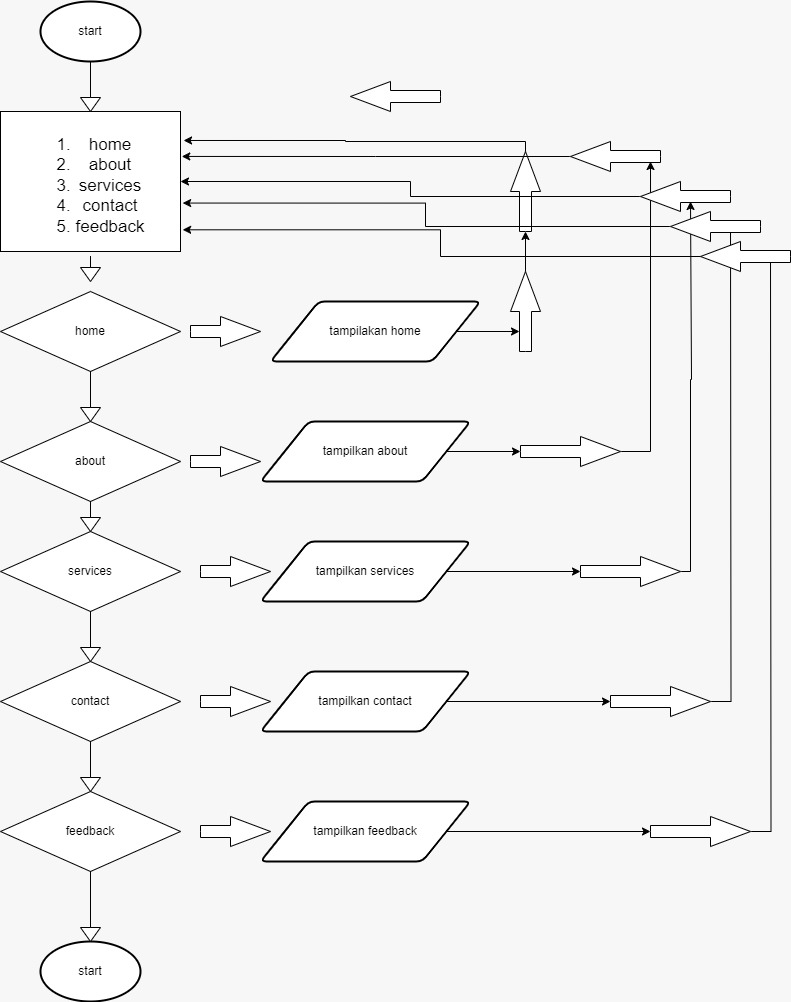 start
1. home
2. about
3. services
4. contact
5. feedback
home
tampilakan home
about
tampilkan about
services
tampilkan services
contact
tampilkan contact
feedback
tampilkan feedback
start